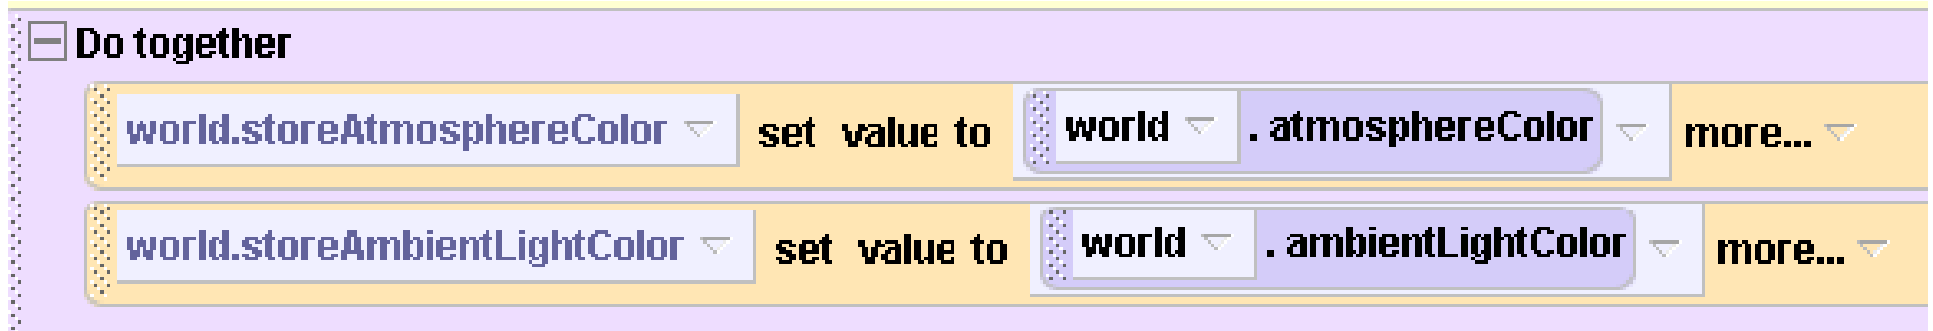 Do together
world.storeAtmosphereColor set value to world . atmosphereColor more...
world.storeAmbientLightColor set value to world . ambientLightColor more...